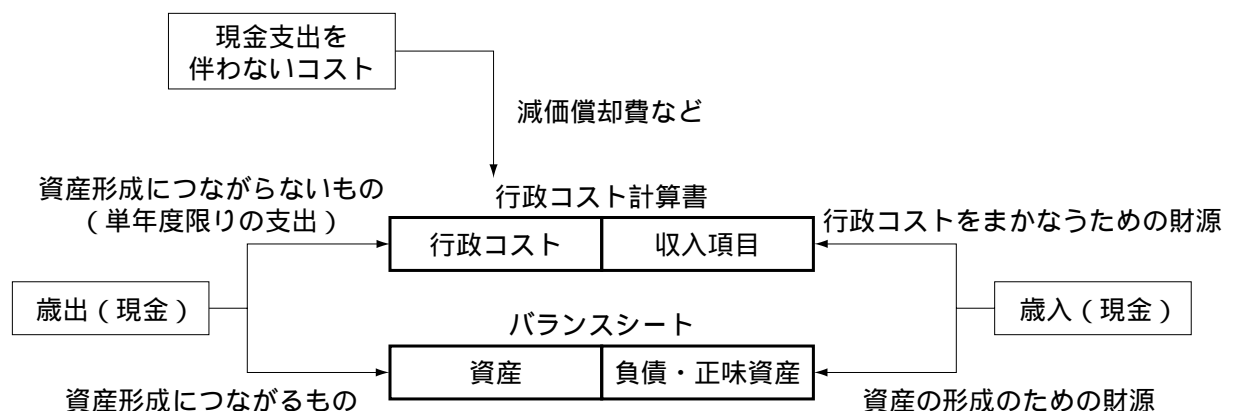 現金支出を
伴わないコスト
減価償却費など
資産形成につながらないもの
（単年度限りの支出）
行政コスト計算書
行政コスト
収入項目
行政コストをまかなうための財源
歳出（現金）
歳入（現金）
バランスシート
資産
負債・正味資産
資産形成につながるもの
資産の形成のための財源